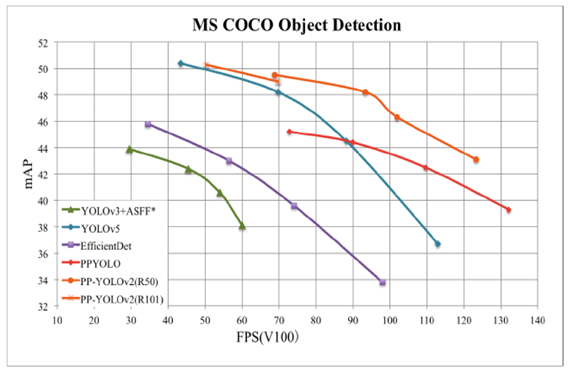 MS COCO Object Detection
52
50
48
46
44
42
40
38
36
34
32
mAP
YOLOv3+ASFF*
YOLOv5
EfficientDet
PPYOLO
PP-YOLOv2(R50)
PP-YOLOv2(R101)
10 20 30 40 50 60 70 80 90 100 110 120 130 140
FPS(V100)